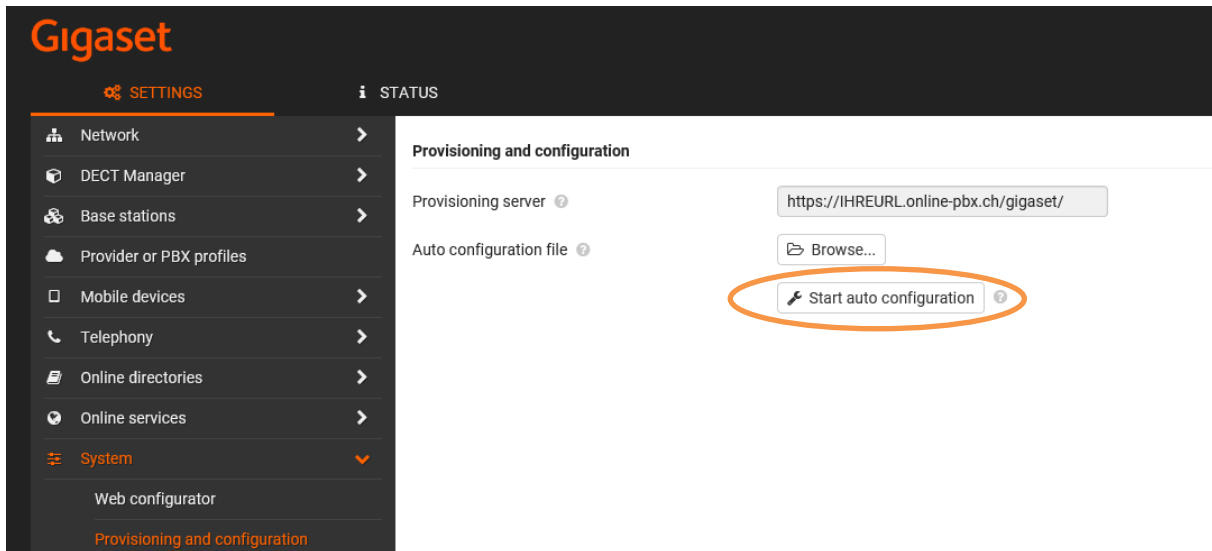 Gigaset
SETTINGS
STATUS
Network
DECT Manager
Base stations
Provider or PBX profiles
Mobile devices
Telephony
Online directories
Online services
System
Web configurator
Provisioning and configuration
Provisioning and configuration
Provisioning server
https://IHREURL.online-pbx.ch/gigaset/
Auto configuration file
Browse...
Start auto configuration